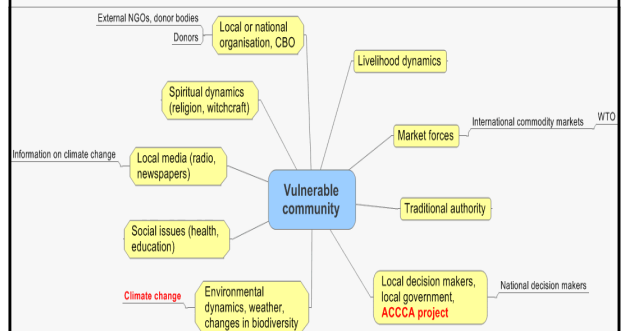 External NGOs, donor bodies
Donors
Local or national
organisation, CBO
Livelihood dynamics
Spiritual dynamics
(religion, witchcraft)
Market forces
International commodity markets
WTO
Information on climate change
Local media (radio,
newspapers)
Vulnerable
community
Traditional authority
Social issues (health,
education)
Climate change
Environmental
dynamics, weather,
changes in biodiversity
Local decision makers,
local government,
ACCCA project
National decision makers